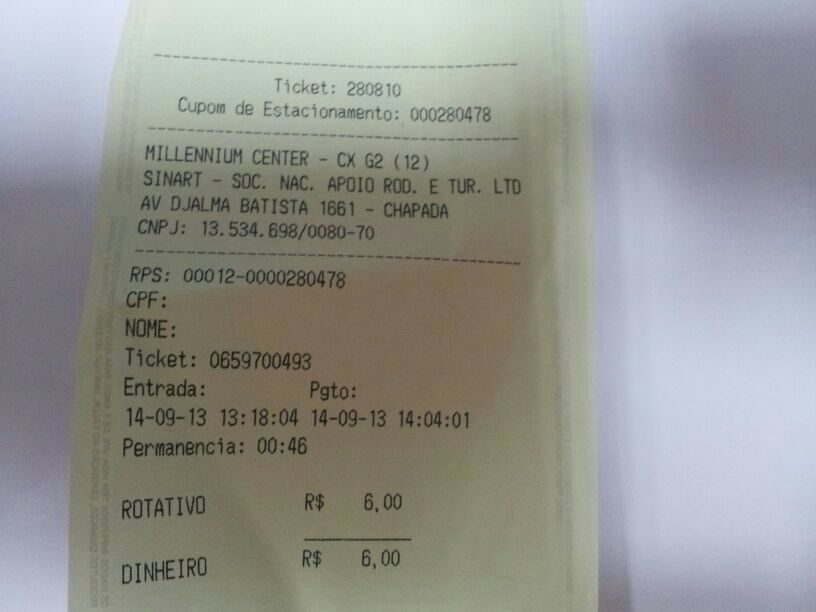 Ticket: 280810
Cupom de Estacionamento: 000280478
MILLENNIUM CENTER - CX G2 (12)
SINART - SOC. NAC. APOIO ROD. E TUR. LTD
AV DJALMA BATISTA 1661 - CHAPADA
CNPJ: 13.534.698/0080-70
RPS: 00012-0000280478
CPF:
NOME:
Ticket: 0659700493
Entrada: Pgto:
14-09-13 13:18:04 14-09-13 14:04:01
Permanencia: 00:46
ROTATIVO R$ 6,00
DINHEIRO R$ 6,00